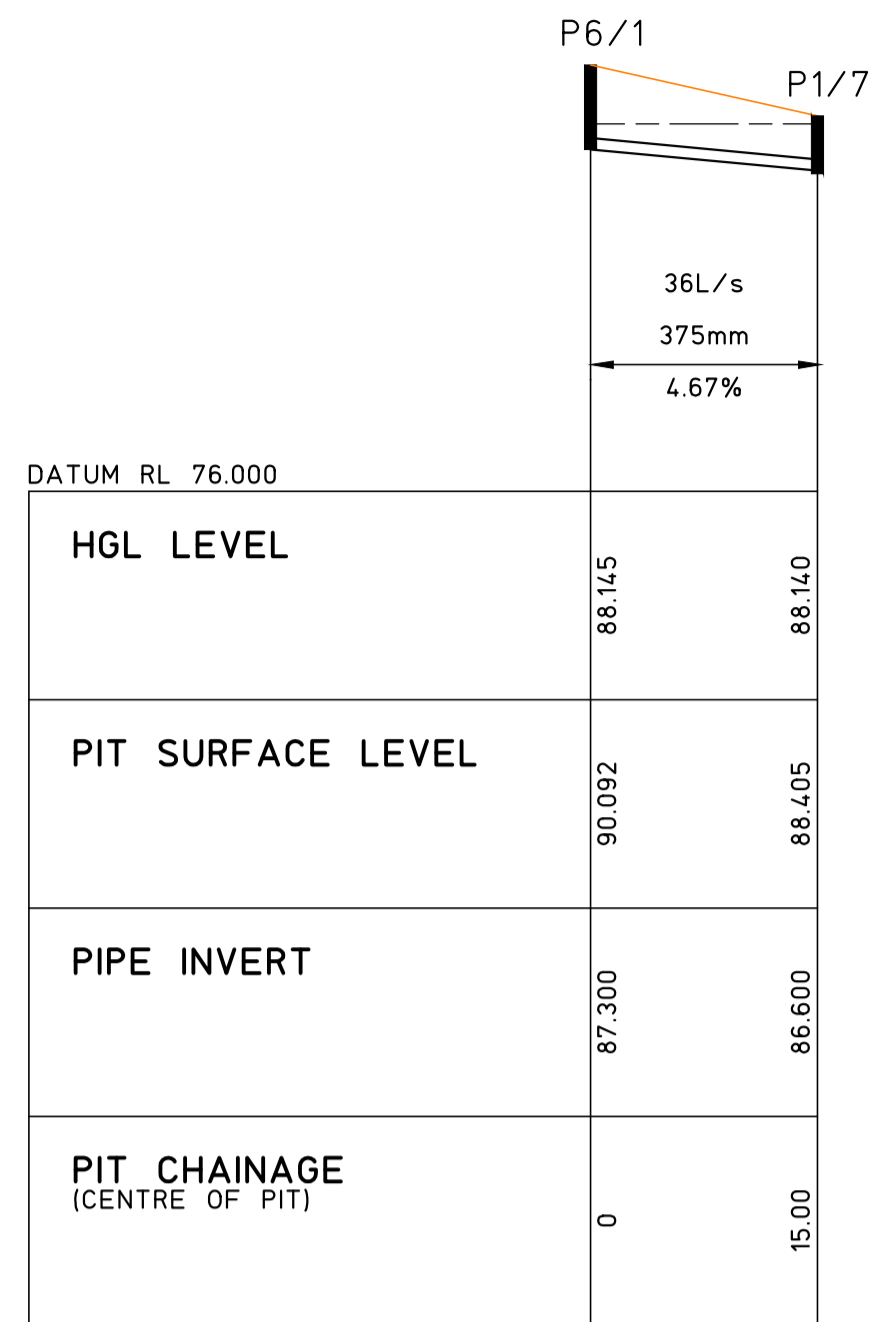 P6/1
P1/7
36L/s
375mm
4.67%
DATUM RL 76.000
HGL LEVEL
88.145
88.140
PIT SURFACE LEVEL
90.092
88.405
PIPE INVERT
87.300
86.600
PIT CHAINAGE
(CENTRE OF PIT)
0
15.00